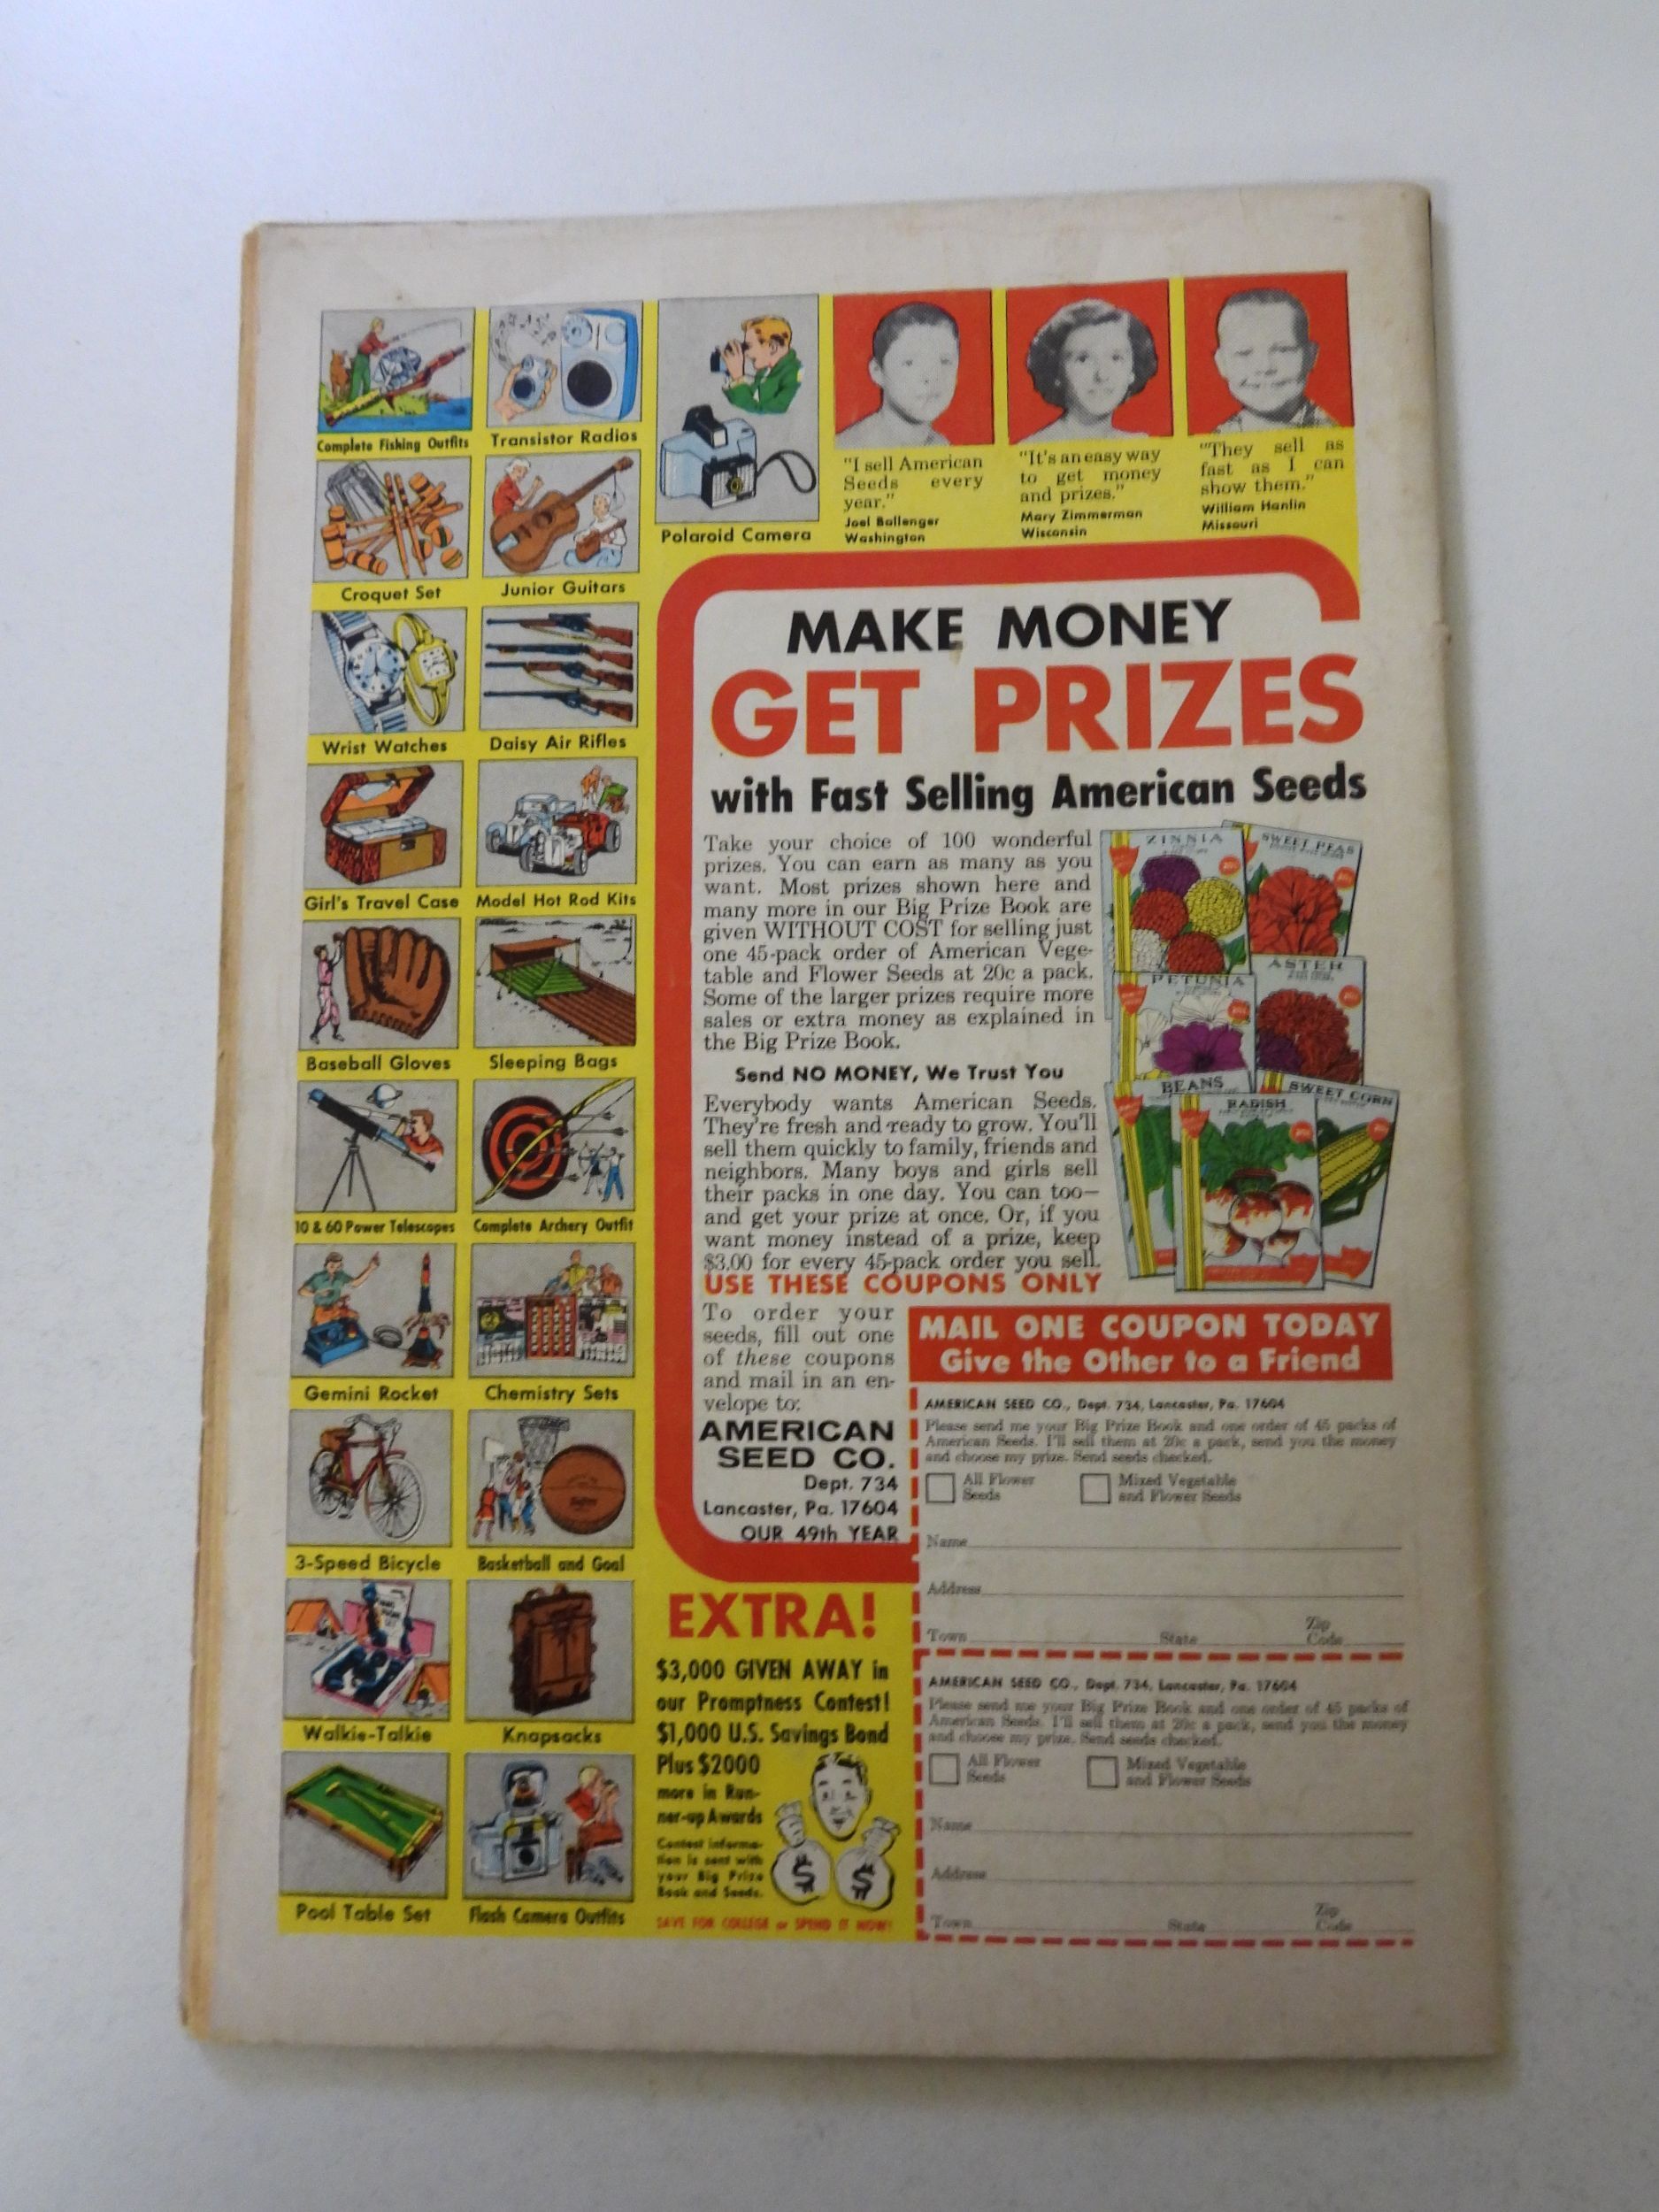 Complete Fishing Outfits
Transistor Radios
Croquet Set
Junior Guitars
Polaroid Camera
Wrist Watches
Daisy Air Rifles
Girl's Travel Case
Model Hot Rod Kits
Baseball Gloves
Sleeping Bags
10 & 60 Power Telescopes
Complete Archery Outfit
Gemini Rocket
Chemistry Sets
3-Speed Bicycle
Basketball and Goal
Walkie-Talkie
Knapsacks
Pool Table Set
Flash Camera Outfits
"I sell American
Seeds every
year."
Joel Ballenger
Washington
"It's an easy way
to get money
and prizes."
Mary Zimmerman
Wisconsin
"They sell as
fast as I can
show them."
William Hanlin
Missouri
MAKE MONEY
GET PRIZES
with Fast Selling American Seeds
Take your choice of 100 wonderful
prizes. You can earn as many as you
want. Most prizes shown here and
many more in our Big Prize Book are
given WITHOUT COST for selling just
one 45-pack order of American Vege-
table and Flower Seeds at 20c a pack.
Some of the larger prizes require more
sales or extra money as explained in
the Big Prize Book.
Send NO MONEY, We Trust You
Everybody wants American Seeds.
They're fresh and ready to grow. You'll
sell them quickly to family, friends and
neighbors. Many boys and girls sell
their packs in one day. You can too—
and get your prize at once. Or, if you
want money instead of a prize, keep
$3.00 for every 45-pack order you sell.
USE THESE COUPONS ONLY
ZINNIA
SWEET PEAS
PETUNIA
ASTER
BEANS
RADISH
SWEET CORN
To order your
seeds, fill out one
of these coupons
and mail in an en-
velope to:
AMERICAN
SEED CO.
Dept. 734
Lancaster, Pa. 17604
OUR 49th YEAR
MAIL ONE COUPON TODAY
Give the Other to a Friend
AMERICAN SEED CO., Dept. 734, Lancaster, Pa. 17604
Please send me your Big Prize Book and one order of 45 packs of
American Seeds. I'll sell them at 20c a pack, send you the money
and choose my prize. Send seeds checked.
All Flower
Seeds
Mixed Vegetable
and Flower Seeds
Name
Address
Town State Zip
Code
AMERICAN SEED CO., Dept. 734, Lancaster, Pa. 17604
Please send me your Big Prize Book and one order of 45 packs of
American Seeds. I'll sell them at 20c a pack, send you the money
and choose my prize. Send seeds checked.
All Flower
Seeds
Mixed Vegetable
and Flower Seeds
Name
Address
Town State Zip
Code
EXTRA!
$3,000 GIVEN AWAY in
our Promptness Contest!
$1,000 U.S. Savings Bond
Plus $2000
more in Run-
ner-up Awards
Contest informa-
tion is sent with
your Big Prize
Book and Seeds.
$ $
SAVE FOR COLLEGE or SPEND IT NOW!